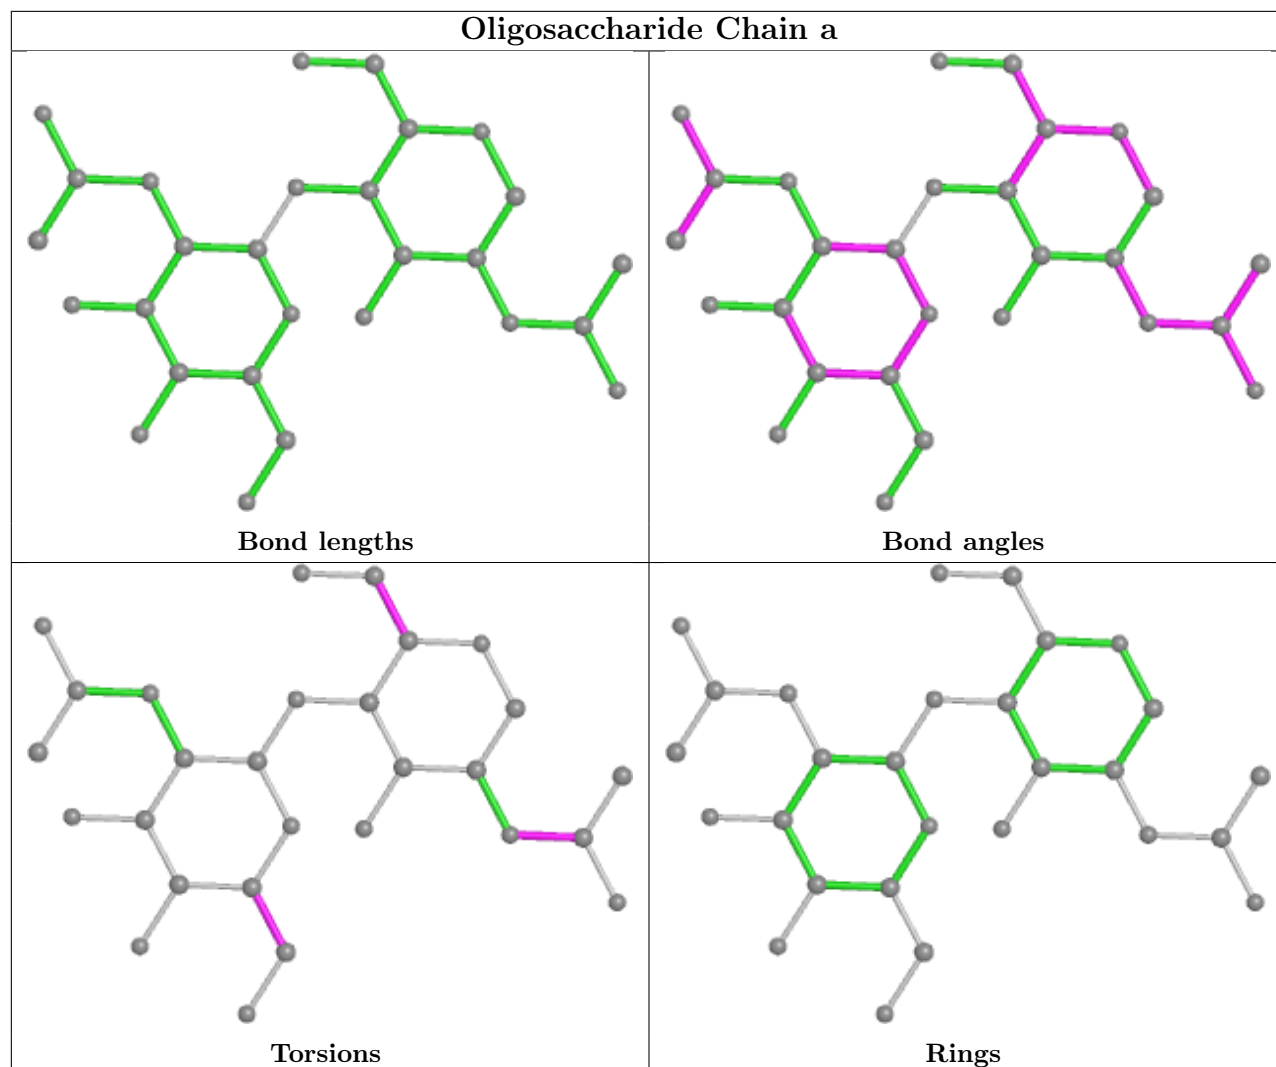 Oligosaccharide Chain a
Bond lengths
Bond angles
Torsions
Rings